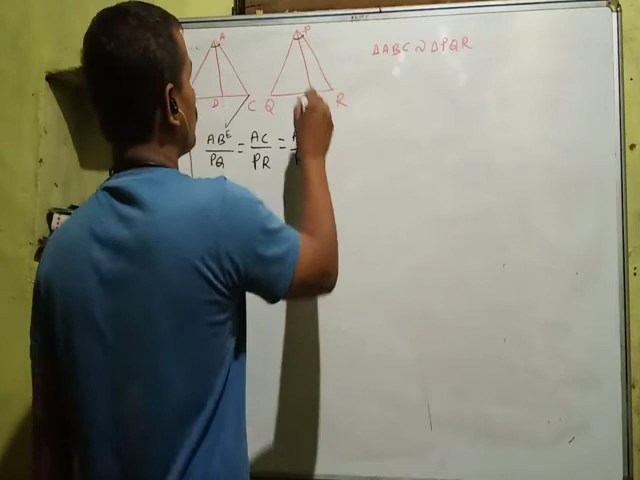 A P
ΔABC ~ ΔPQR
D C Q R
E
AB/PQ = AC/PR =